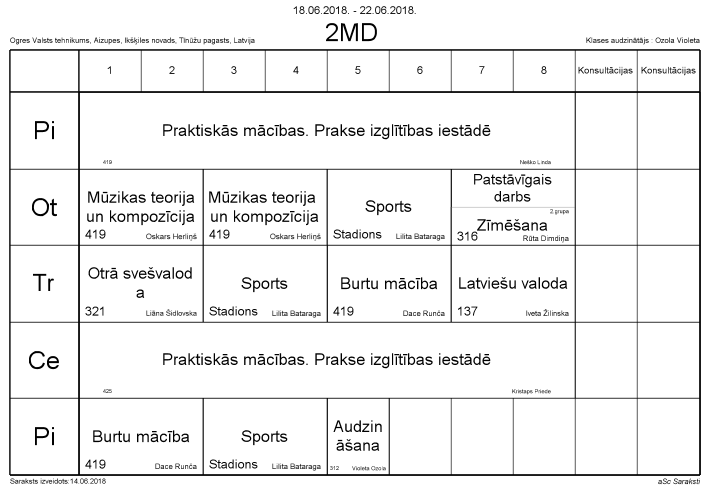 18.06.2018. - 22.06.2018.
2MD
Ogres Valsts tehnikums, Aizupes, Ikšķiles novads, Tīnūžu pagasts, Latvija
Klases audzinātājs : Ozola Violeta
1 2 3 4 5 6 7 8 Konsultācijas Konsultācijas
Pi
Praktiskās mācības. Prakse izglītības iestādē
419 Neško Linda
Ot
Mūzikas teorija
un kompozīcija
419 Oskars Herliņš
Mūzikas teorija
un kompozīcija
419 Oskars Herliņš
Sports
Stadions Lilita Bataraga
Patstāvīgais
darbs
2.grupa
Zīmēšana
316 Rūta Dimdiņa
Tr
Otrā svešvalod
a
321 Liāna Šidlovska
Sports
Stadions Lilita Bataraga
Burtu mācība
419 Dace Runča
Latviešu valoda
137 Iveta Žilinska
Ce
Praktiskās mācības. Prakse izglītības iestādē
425 Kristaps Priede
Pi
Burtu mācība
419 Dace Runča
Sports
Stadions Lilita Bataraga
Audzin
āšana
312 Violeta Ozola
Saraksts izveidots:14.06.2018
aSc Saraksti